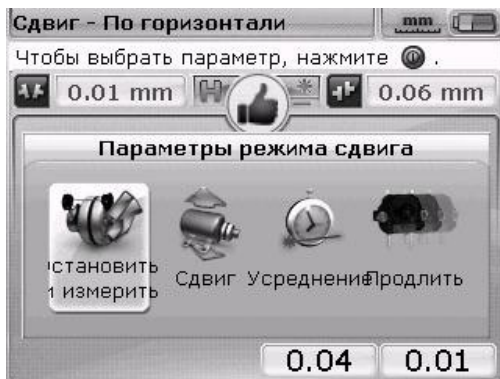 Сдвиг - По горизонтали mm
Чтобы выбрать параметр, нажмите .
0.01 mm 0.06 mm
Параметры режима сдвига
установить Сдвиг Усреднение Продлить
и измерить
0.04 0.01